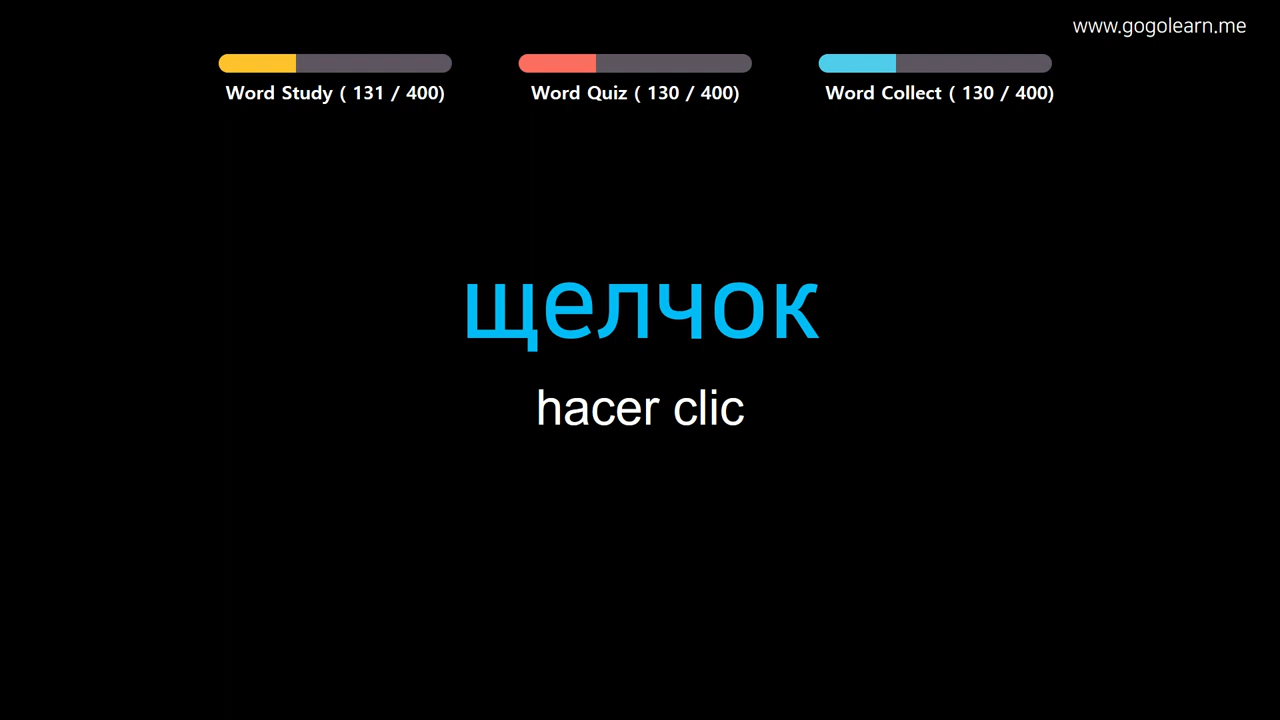 www.gogolearn.me
Word Study ( 131 / 400)
Word Quiz ( 130 / 400)
Word Collect ( 130 / 400)
щелчок
hacer clic